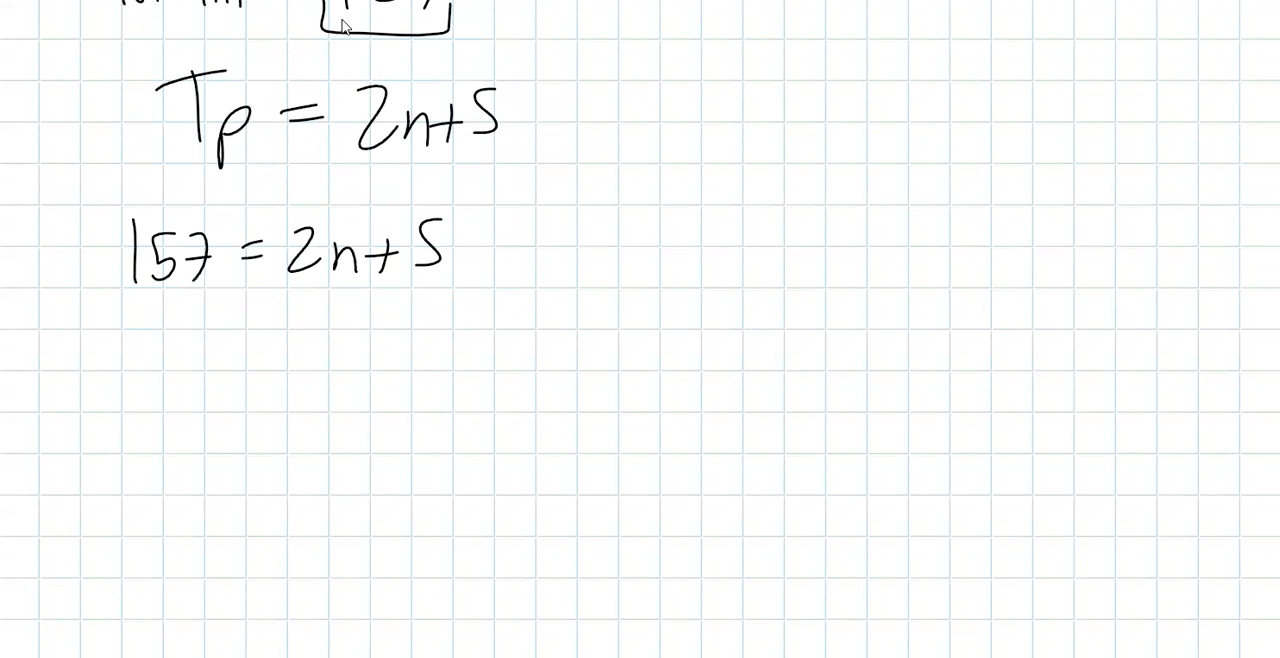 Tp = 2n+5
157 = 2n+5